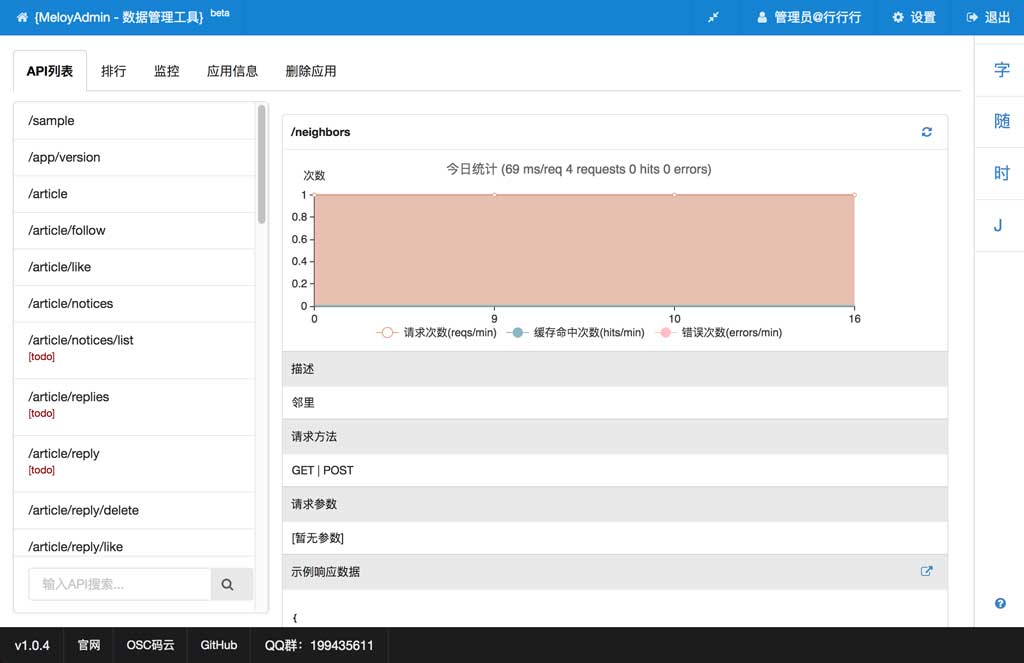 {MeloyAdmin - 数据管理工具} beta
管理员@行行行
设置
退出
API列表
排行
监控
应用信息
删除应用
字
随
时
J
/sample
/app/version
/article
/article/follow
/article/like
/article/notices
/article/notices/list
[todo]
/article/replies
[todo]
/article/reply
[todo]
/article/reply/delete
/article/reply/like
输入API搜索...
/neighbors
今日统计 (69 ms/req 4 requests 0 hits 0 errors)
次数
1
0.8
0.6
0.4
0.2
0
0 9 10 16
请求次数(reqs/min) 缓存命中次数(hits/min) 错误次数(errors/min)
描述
邻里
请求方法
GET | POST
请求参数
[暂无参数]
示例响应数据
{
v1.0.4
官网
OSC码云
GitHub
QQ群：199435611